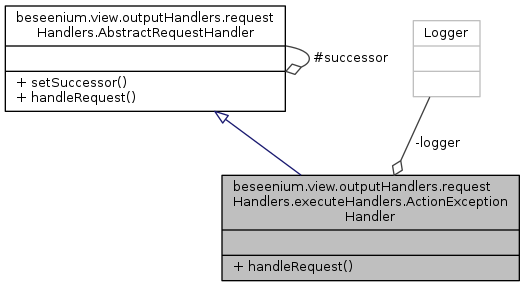 beseenium.view.outputHandlers.request
Handlers.AbstractRequestHandler
+ setSuccessor()
+ handleRequest()
#successor
Logger
-logger
beseenium.view.outputHandlers.request
Handlers.executeHandlers.ActionException
Handler
+ handleRequest()